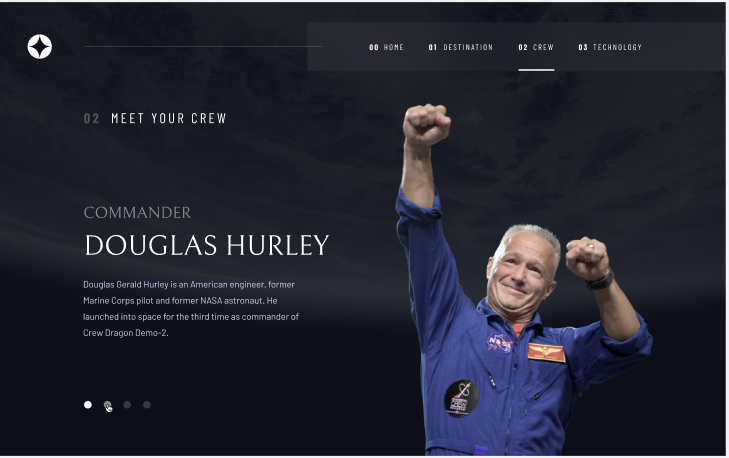 00 HOME
01 DESTINATION
02 CREW
03 TECHNOLOGY
02 MEET YOUR CREW
COMMANDER
DOUGLAS HURLEY
Douglas Gerald Hurley is an American engineer, former
Marine Corps pilot and former NASA astronaut. He
launched into space for the third time as commander of
Crew Dragon Demo-2.
NASA